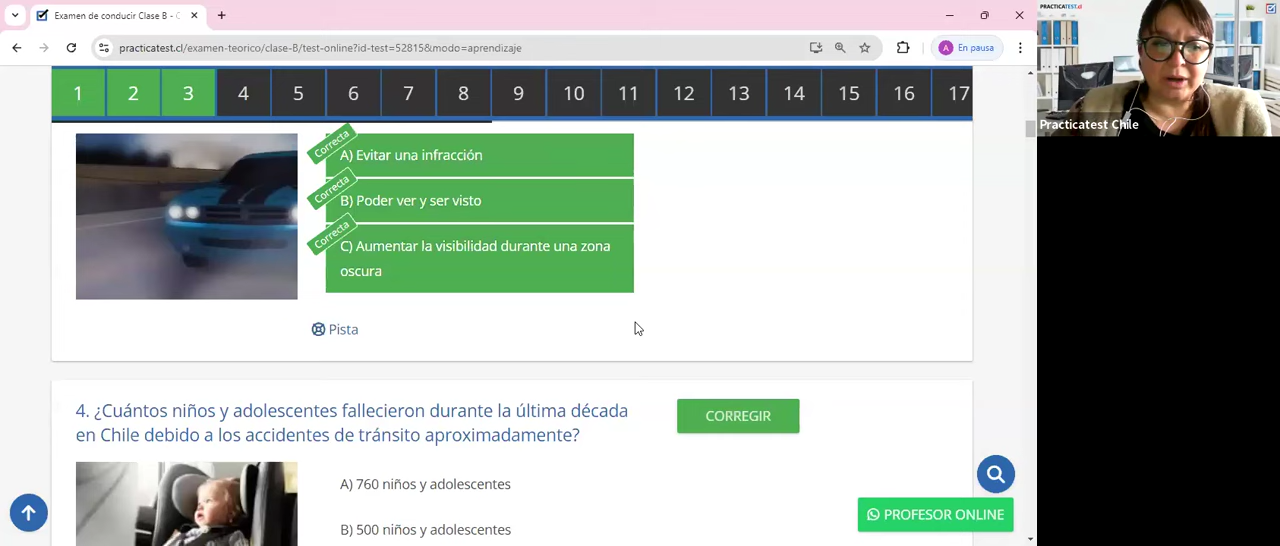 Examen de conducir Clase B - C
practicatest.cl/examen-teorico/clase-B/test-online?id-test=52815&modo=aprendizaje
A
En pausa
PRACTICATEST.cl
Practicatest Chile
1 2 3 4 5 6 7 8 9 10 11 12 13 14 15 16 17
Correcta
A) Evitar una infracción
Correcta
B) Poder ver y ser visto
Correcta
C) Aumentar la visibilidad durante una zona
oscura
Pista
4. ¿Cuántos niños y adolescentes fallecieron durante la última década
en Chile debido a los accidentes de tránsito aproximadamente?
CORREGIR
A) 760 niños y adolescentes
B) 500 niños y adolescentes
PROFESOR ONLINE